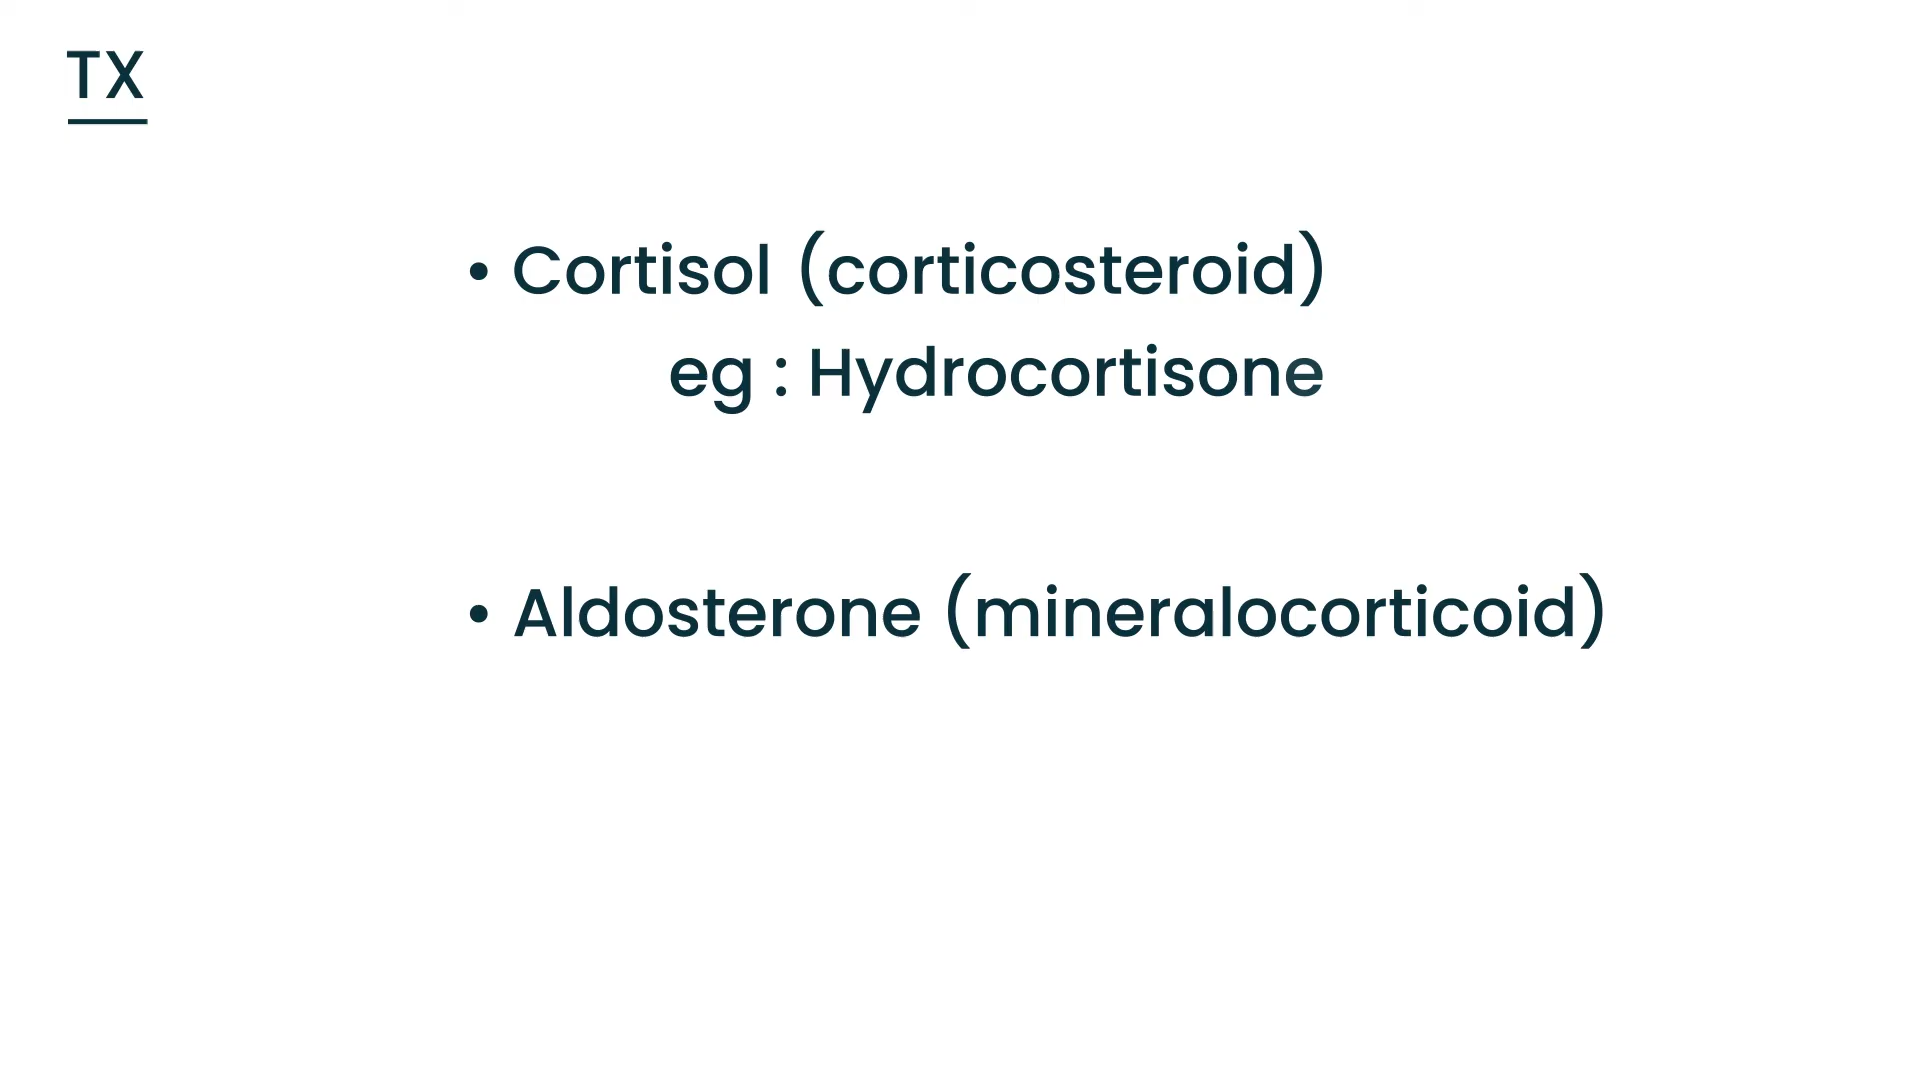 TX
• Cortisol (corticosteroid)
eg : Hydrocortisone
• Aldosterone (mineralocorticoid)